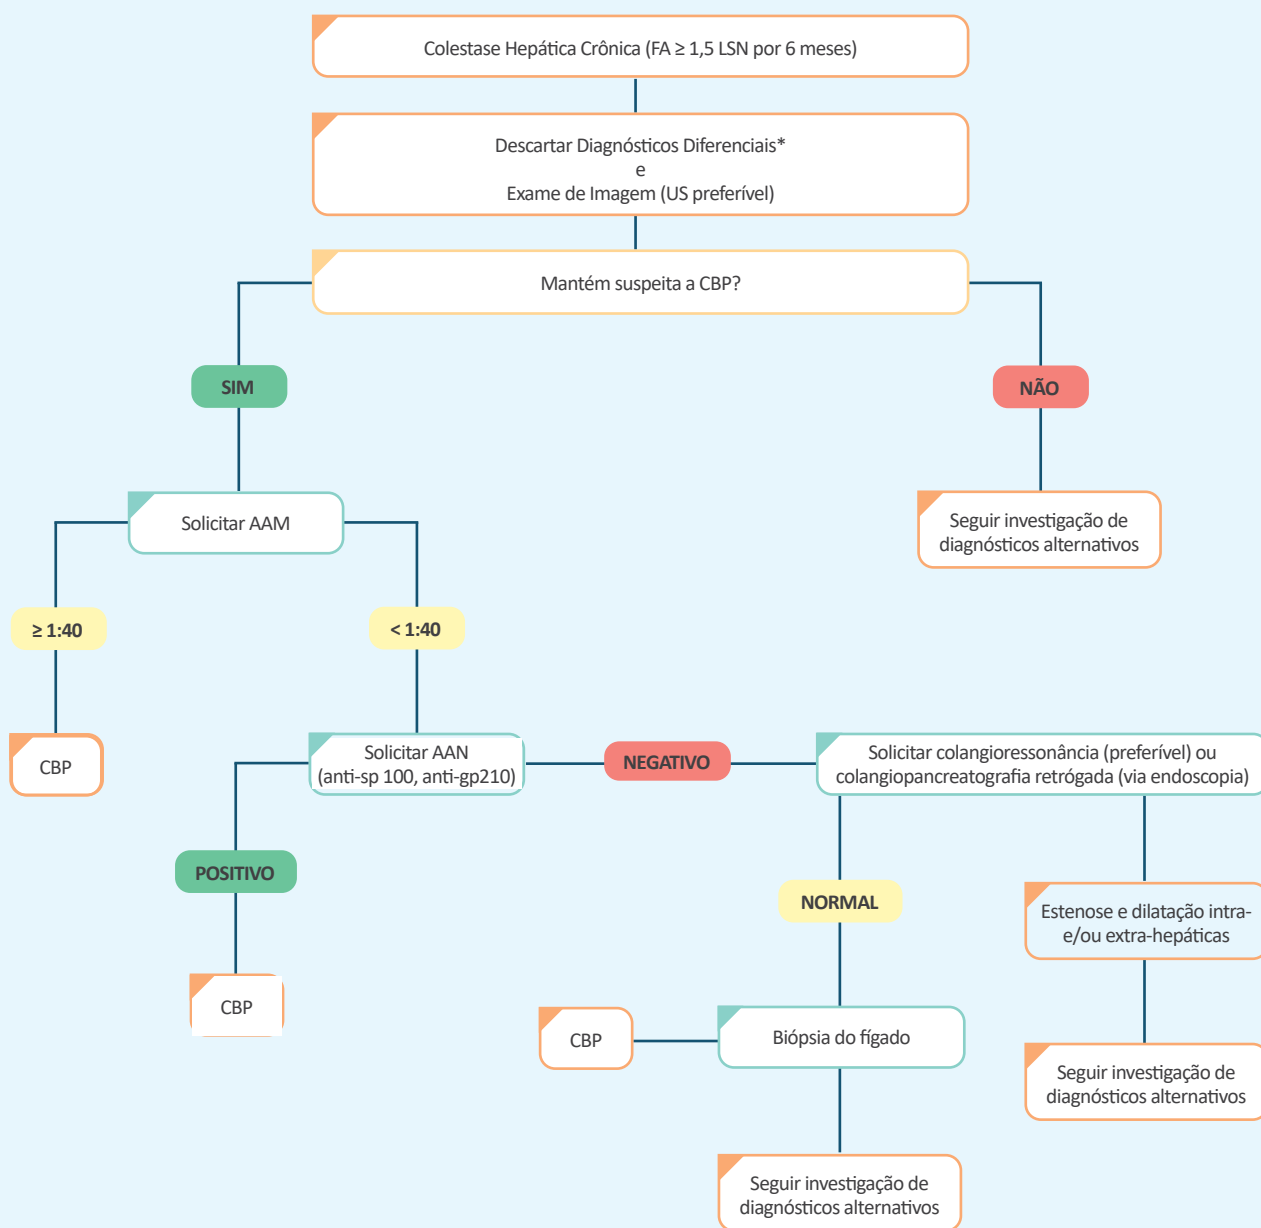 Colestase Hepática Crônica (FA ≥ 1,5 LSN por 6 meses)
Descartar Diagnósticos Diferenciais*
e
Exame de Imagem (US preferível)
Mantém suspeita a CBP?
SIM
NÃO
Solicitar AAM
Seguir investigação de
diagnósticos alternativos
≥ 1:40
< 1:40
CBP
Solicitar AAN
(anti-sp 100, anti-gp210)
NEGATIVO
Solicitar colangioressonância (preferível) ou
colangiopancreatografia retrógada (via endoscopia)
POSITIVO
NORMAL
Estenose e dilatação intra-
e/ou extra-hepáticas
CBP
CBP
Biópsia do fígado
Seguir investigação de
diagnósticos alternativos
Seguir investigação de
diagnósticos alternativos